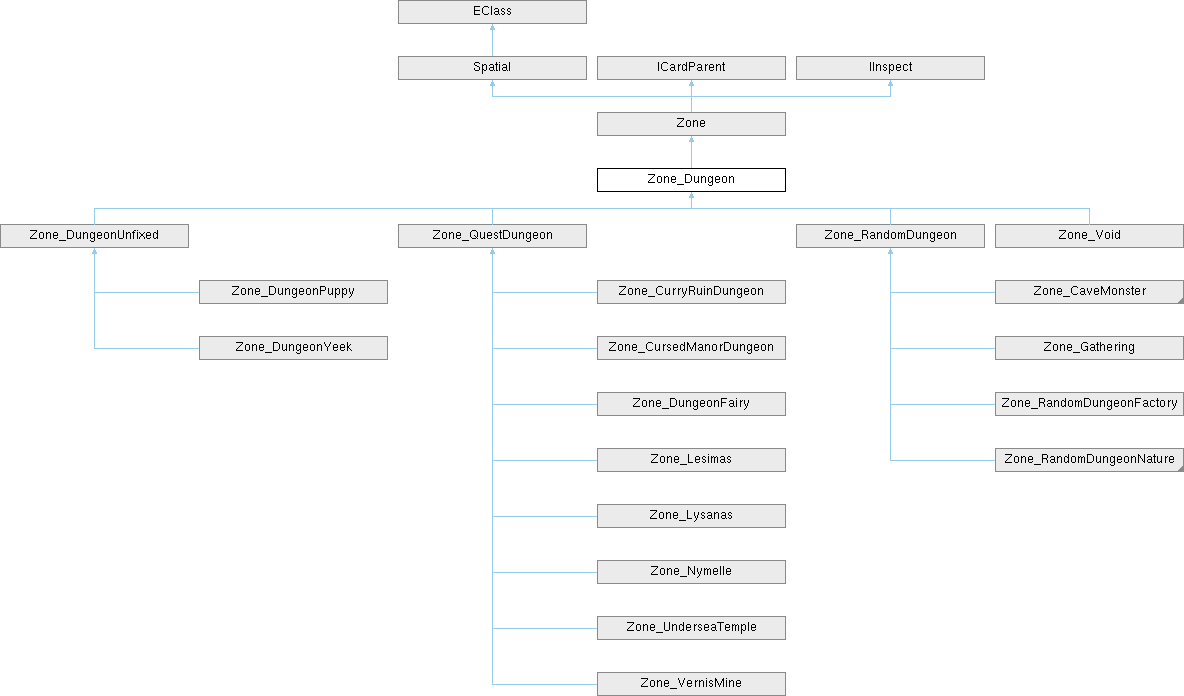 EClass
Spatial
ICardParent
IInspect
Zone
Zone_Dungeon
Zone_DungeonUnfixed
Zone_QuestDungeon
Zone_RandomDungeon
Zone_Void
Zone_DungeonPuppy
Zone_CurryRuinDungeon
Zone_CaveMonster
Zone_DungeonYeek
Zone_CursedManorDungeon
Zone_Gathering
Zone_DungeonFairy
Zone_RandomDungeonFactory
Zone_Lesimas
Zone_RandomDungeonNature
Zone_Lysanas
Zone_Nymelle
Zone_UnderseaTemple
Zone_VernisMine